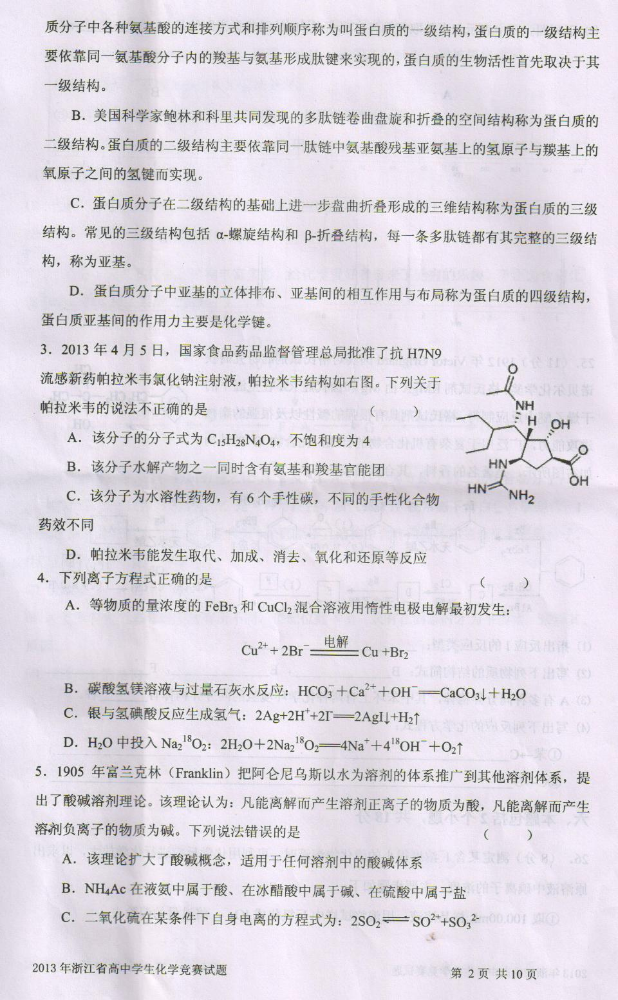 质分子中各种氨基酸的连接方式和排列顺序称为叫蛋白质的一级结构，蛋白质的一级结构主
要依靠同一氨基酸分子内的羧基与氨基形成肽键来实现的，蛋白质的生物活性首先取决于其
一级结构。
B．美国科学家鲍林和科里共同发现的多肽链卷曲盘旋和折叠的空间结构称为蛋白质的
二级结构。蛋白质的二级结构主要依靠同一肽链中氨基酸残基亚氨基上的氢原子与羰基上的
氧原子之间的氢键而实现。
C．蛋白质分子在二级结构的基础上进一步盘曲折叠形成的三维结构称为蛋白质的三级
结构。常见的三级结构包括 α-螺旋结构和 β-折叠结构，每一条多肽链都有其完整的三级结
构，称为亚基。
D．蛋白质分子中亚基的立体排布、亚基间的相互作用与布局称为蛋白质的四级结构，
蛋白质亚基间的作用力主要是化学键。
3．2013 年 4 月 5 日，国家食品药品监督管理总局批准了抗 H7N9
流感新药帕拉米韦氯化钠注射液，帕拉米韦结构如右图。下列关于
帕拉米韦的说法不正确的是 （ ）
A．该分子的分子式为 C₁₅H₂₈N₄O₄，不饱和度为 4
B．该分子水解产物之一同时含有氨基和羧基官能团
C．该分子为水溶性药物，有 6 个手性碳，不同的手性化合物
药效不同
D．帕拉米韦能发生取代、加成、消去、氧化和还原等反应
O
NH
H
OH
O
OH
HN
HN
NH₂
4．下列离子方程式正确的是 （ ）
A．等物质的量浓度的 FeBr₃ 和 CuCl₂ 混合溶液用惰性电极电解最初发生：
Cu²⁺ + 2Br⁻ 电解══ Cu +Br₂
B．碳酸氢镁溶液与过量石灰水反应：HCO₃⁻＋Ca²⁺＋OH⁻══CaCO₃↓＋H₂O
C．银与氢碘酸反应生成氢气：2Ag+2H⁺+2I⁻══2AgI↓+H₂↑
D．H₂O 中投入 Na₂¹⁸O₂：2H₂O＋2Na₂¹⁸O₂══4Na⁺＋4¹⁸OH⁻＋O₂↑
5．1905 年富兰克林（Franklin）把阿仑尼乌斯以水为溶剂的体系推广到其他溶剂体系，提
出了酸碱溶剂理论。该理论认为：凡能离解而产生溶剂正离子的物质为酸，凡能离解而产生
溶剂负离子的物质为碱。下列说法错误的是 （ ）
A．该理论扩大了酸碱概念，适用于任何溶剂中的酸碱体系
B．NH₄Ac 在液氨中属于酸、在冰醋酸中属于碱、在硫酸中属于盐
C．二氧化硫在某条件下自身电离的方程式为：2SO₂ ⇌ SO²⁺+SO₃²⁻
2013 年浙江省高中学生化学竞赛试题
第 2 页 共 10 页